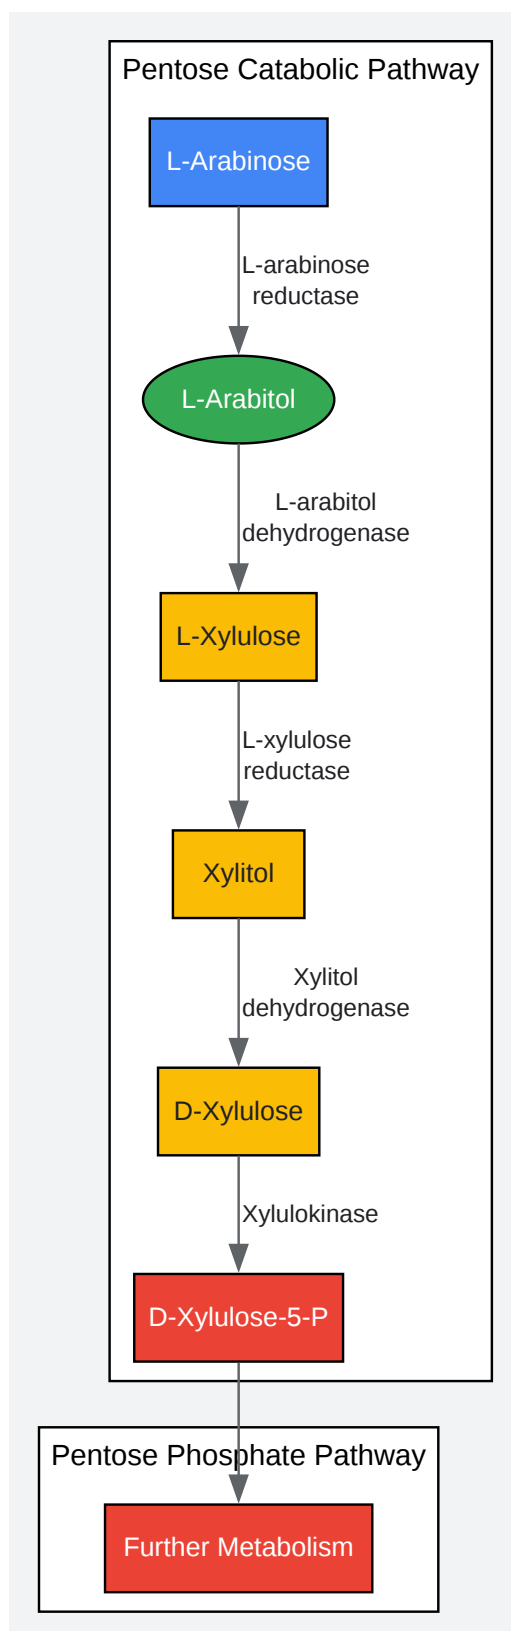 Pentose Catabolic Pathway
L-Arabinose
L-arabinose
reductase
L-Arabitol
L-arabitol
dehydrogenase
L-Xylulose
L-xylulose
reductase
Xylitol
Xylitol
dehydrogenase
D-Xylulose
Xylulokinase
D-Xylulose-5-P
Pentose Phosphate Pathway
Further Metabolism